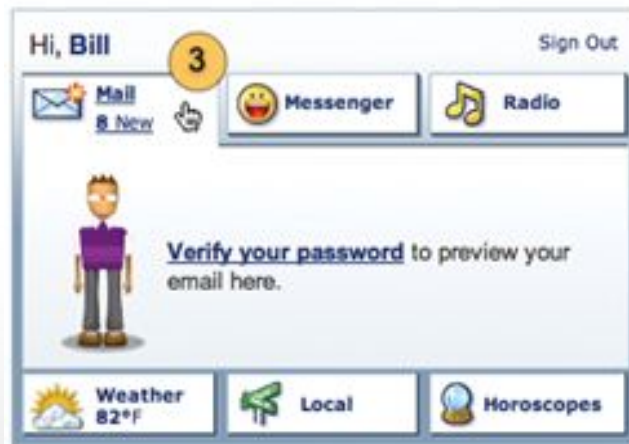 Hi, Bill
Sign Out
3
Mail
8 New
Messenger
Radio
Verify your password to preview your
email here.
Weather
82°F
Local
Horoscopes